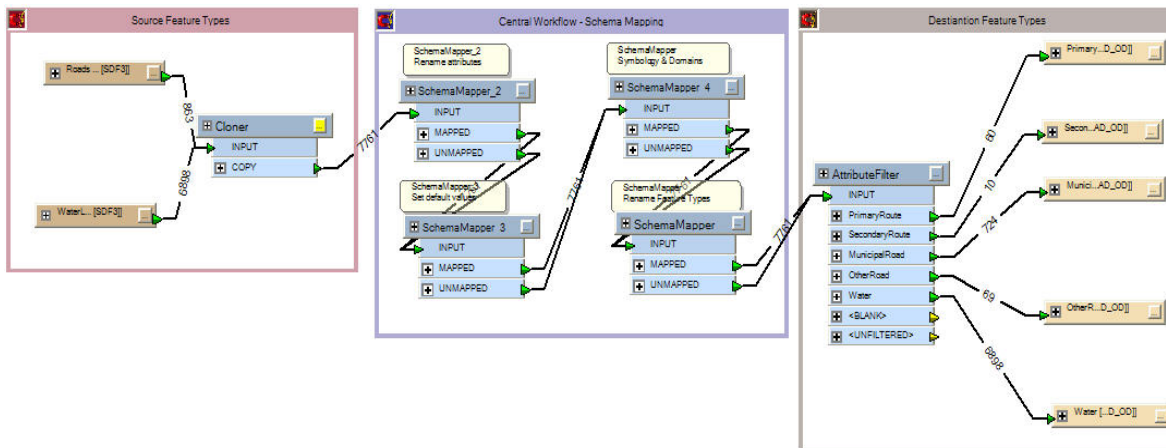 Source Feature Types
Roads ... [SDF3]]
863
Cloner
INPUT
COPY
6898
WaterL... [SDF3]]
7761
Central Workflow - Schema Mapping
SchemaMapper_2
Rename attributes
SchemaMapper_2
INPUT
MAPPED
UNMAPPED
Set default values
SchemaMapper_3
INPUT
MAPPED
UNMAPPED
7761
SchemaMapper
Symbology & Domains
SchemaMapper_4
INPUT
MAPPED
UNMAPPED
SchemaMapper
Rename Feature Types
SchemaMapper
INPUT
MAPPED
UNMAPPED
7761
Destiantion Feature Types
AttributeFilter
INPUT
PrimaryRoute
SecondaryRoute
MunicipalRoad
OtherRoad
Water
<BLANK>
<UNFILTERED>
60
10
724
69
6898
Primary...D_OD]]
Secon...AD_OD]]
Munici...AD_OD]]
OtherR...D_OD]]
Water [...D_OD]]